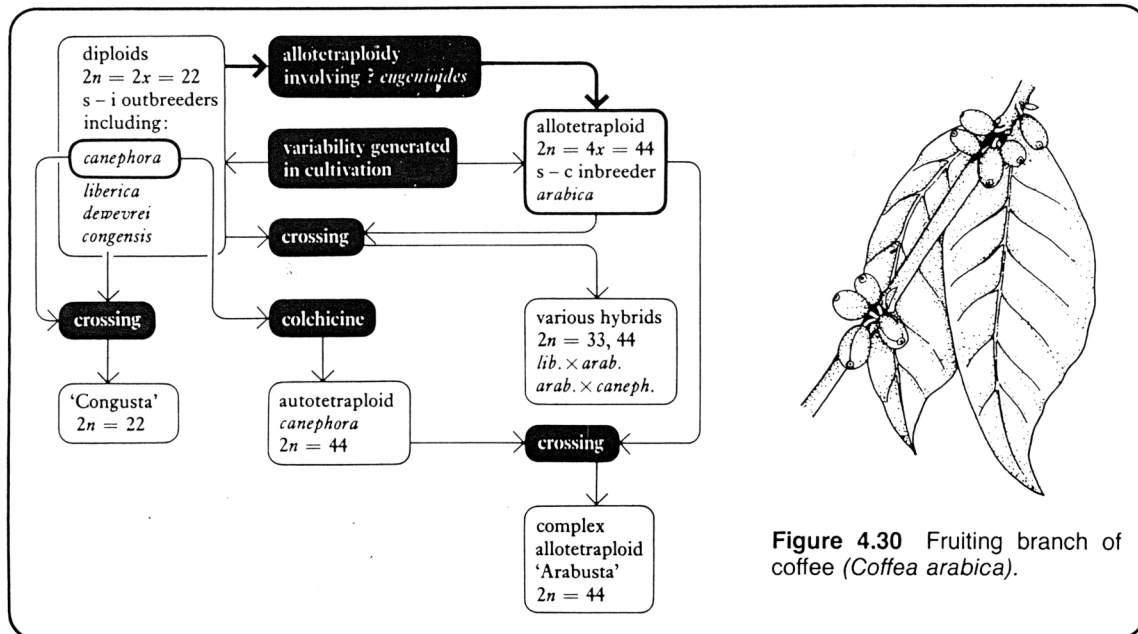 diploids
2n = 2x = 22
s – i outbreeders
including:
canephora
liberica
dewevrei
congensis
allotetraploidy
involving ? eugenioides
variability generated
in cultivation
allotetraploid
2n = 4x = 44
s – c inbreeder
arabica
crossing
crossing
colchicine
various hybrids
2n = 33, 44
lib. × arab.
arab. × caneph.
'Congusta'
2n = 22
autotetraploid
canephora
2n = 44
crossing
complex
allotetraploid
'Arabusta'
2n = 44
Figure 4.30 Fruiting branch of
coffee (Coffea arabica).